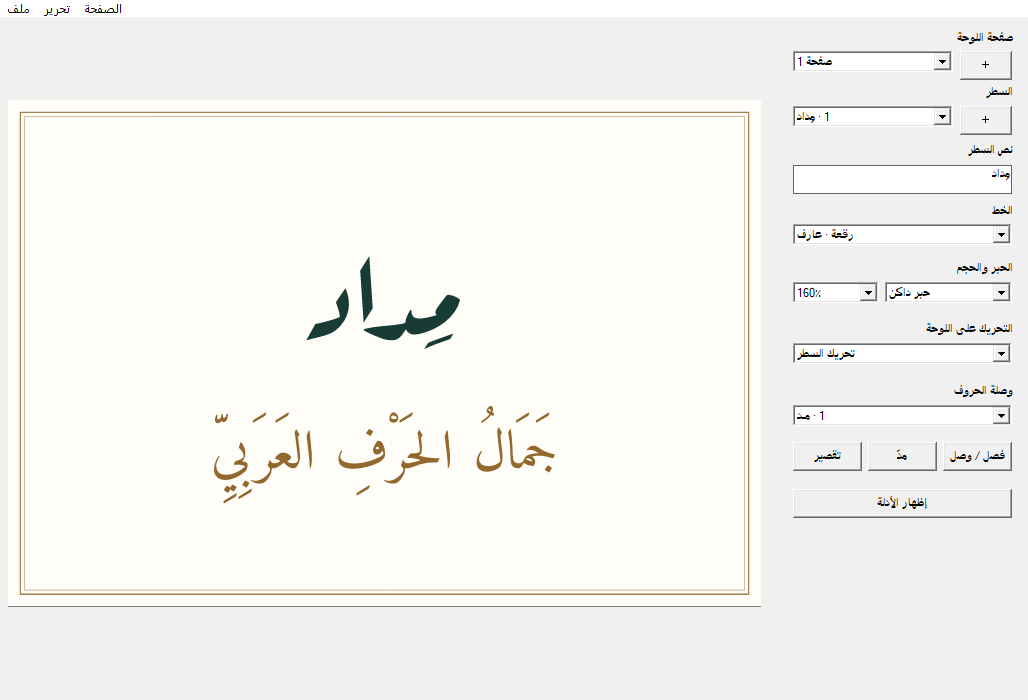 ملف تحرير الصفحة
صفحة اللوحة
صفحة 1
+
السطر
1 · مِداد
+
نص السطر
مِداد
الخط
رقعة · عارف
الحبر والحجم
حبر داكن
160٪
التحريك على اللوحة
تحريك السطر
وصلة الحروف
1 · مـد
فصل / وصل
مدّ
تقصير
إظهار الأدلة
مِداد
جَمَالُ الحَرْفِ العَرَبِيِّ